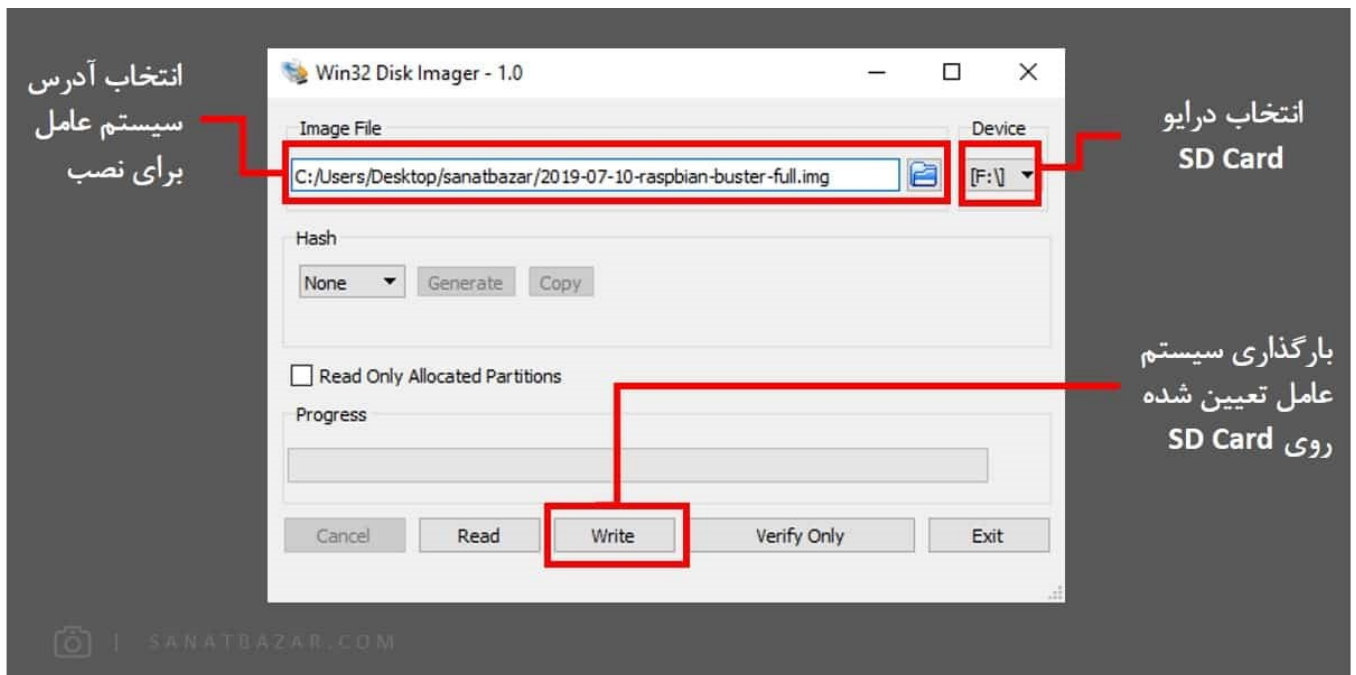 انتخاب آدرس
سیستم عامل
برای نصب
Win32 Disk Imager - 1.0
Image File
C:/Users/Desktop/sanatbazar/2019-07-10-raspbian-buster-full.img
Device
[F:\]
انتخاب درایو
SD Card
Hash
None
Generate
Copy
Read Only Allocated Partitions
Progress
بارگذاری سیستم
عامل تعیین شده
روی SD Card
Cancel
Read
Write
Verify Only
Exit
| SANATBAZAR.COM